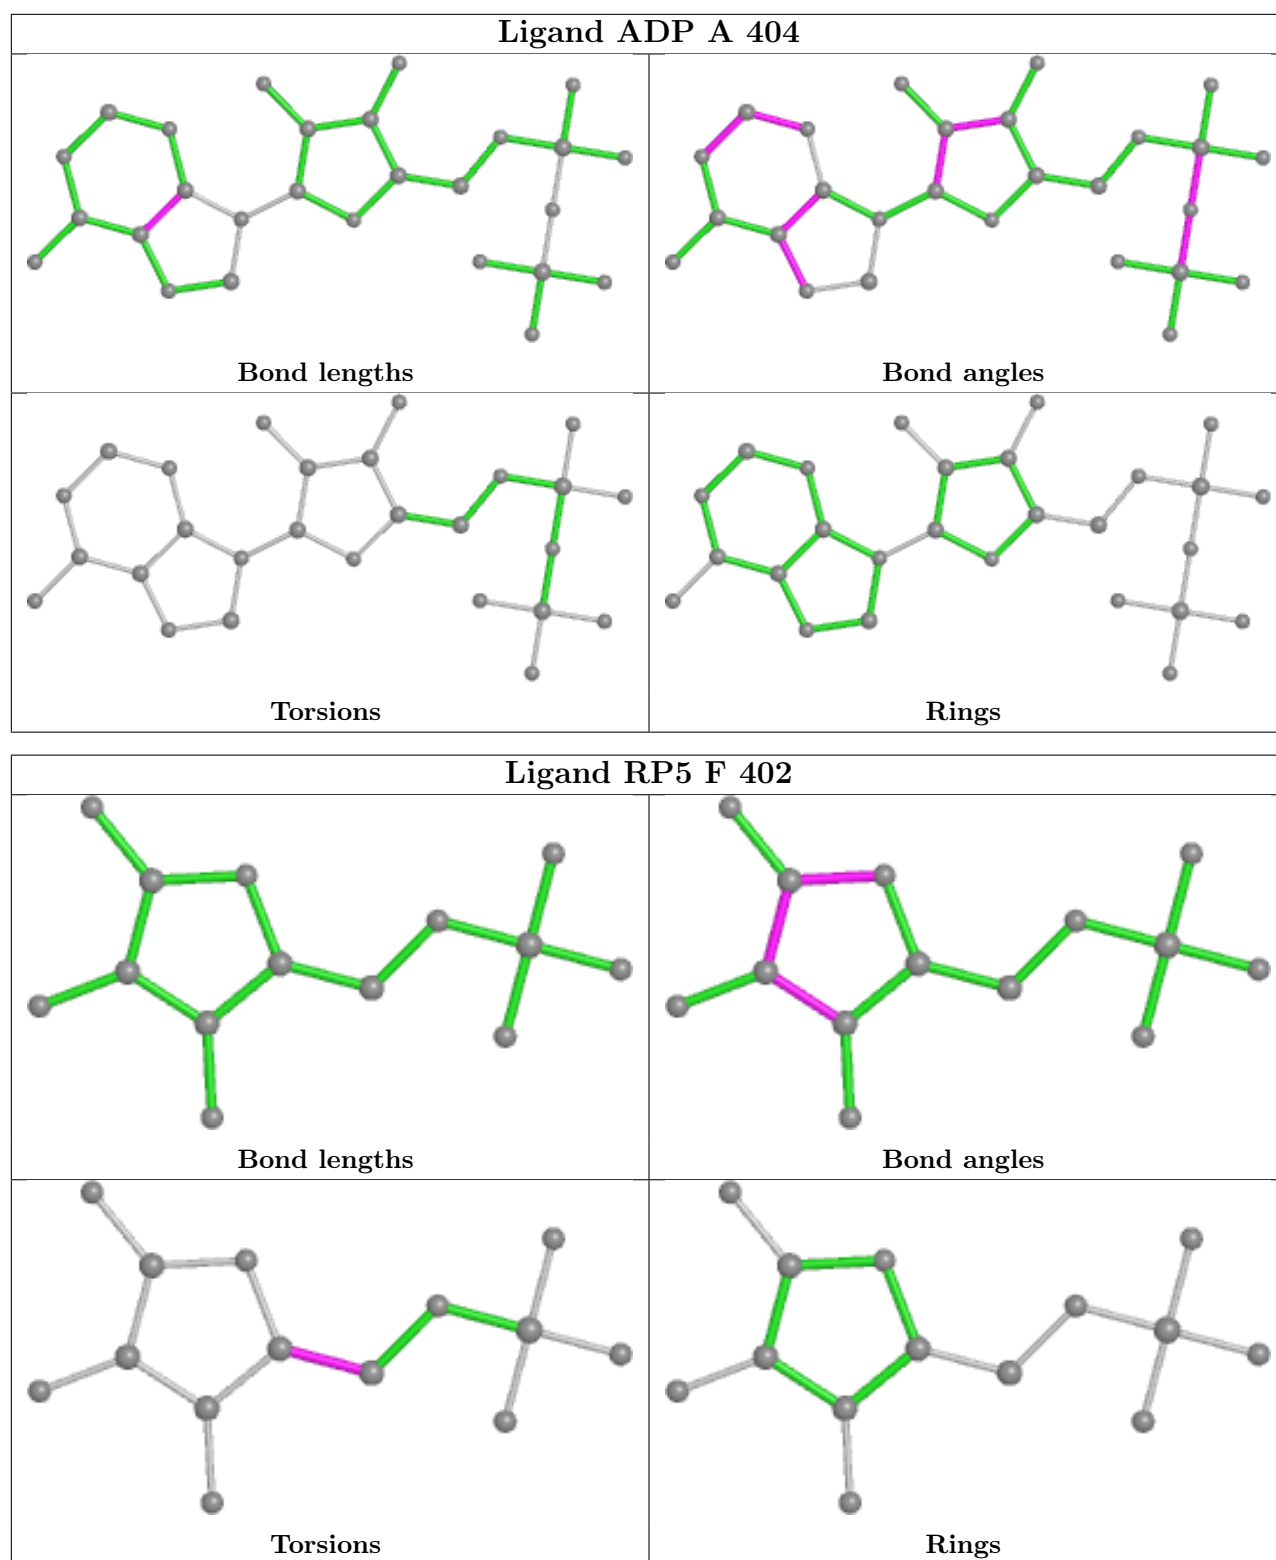 Ligand ADP A 404
Bond lengths
Bond angles
Torsions
Rings
Ligand RP5 F 402
Bond lengths
Bond angles
Torsions
Rings